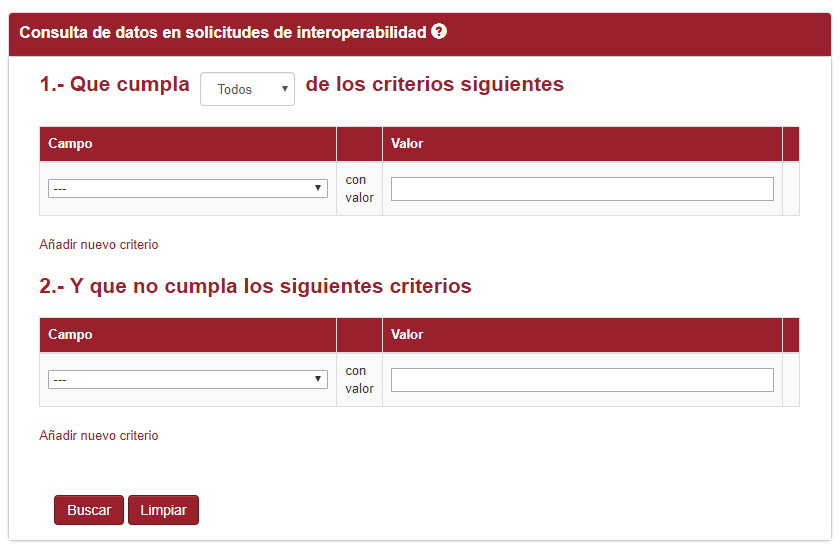 Consulta de datos en solicitudes de interoperabilidad ?
1.- Que cumpla Todos de los criterios siguientes
Campo Valor
--- con valor
Añadir nuevo criterio
2.- Y que no cumpla los siguientes criterios
Campo Valor
--- con valor
Añadir nuevo criterio
Buscar Limpiar